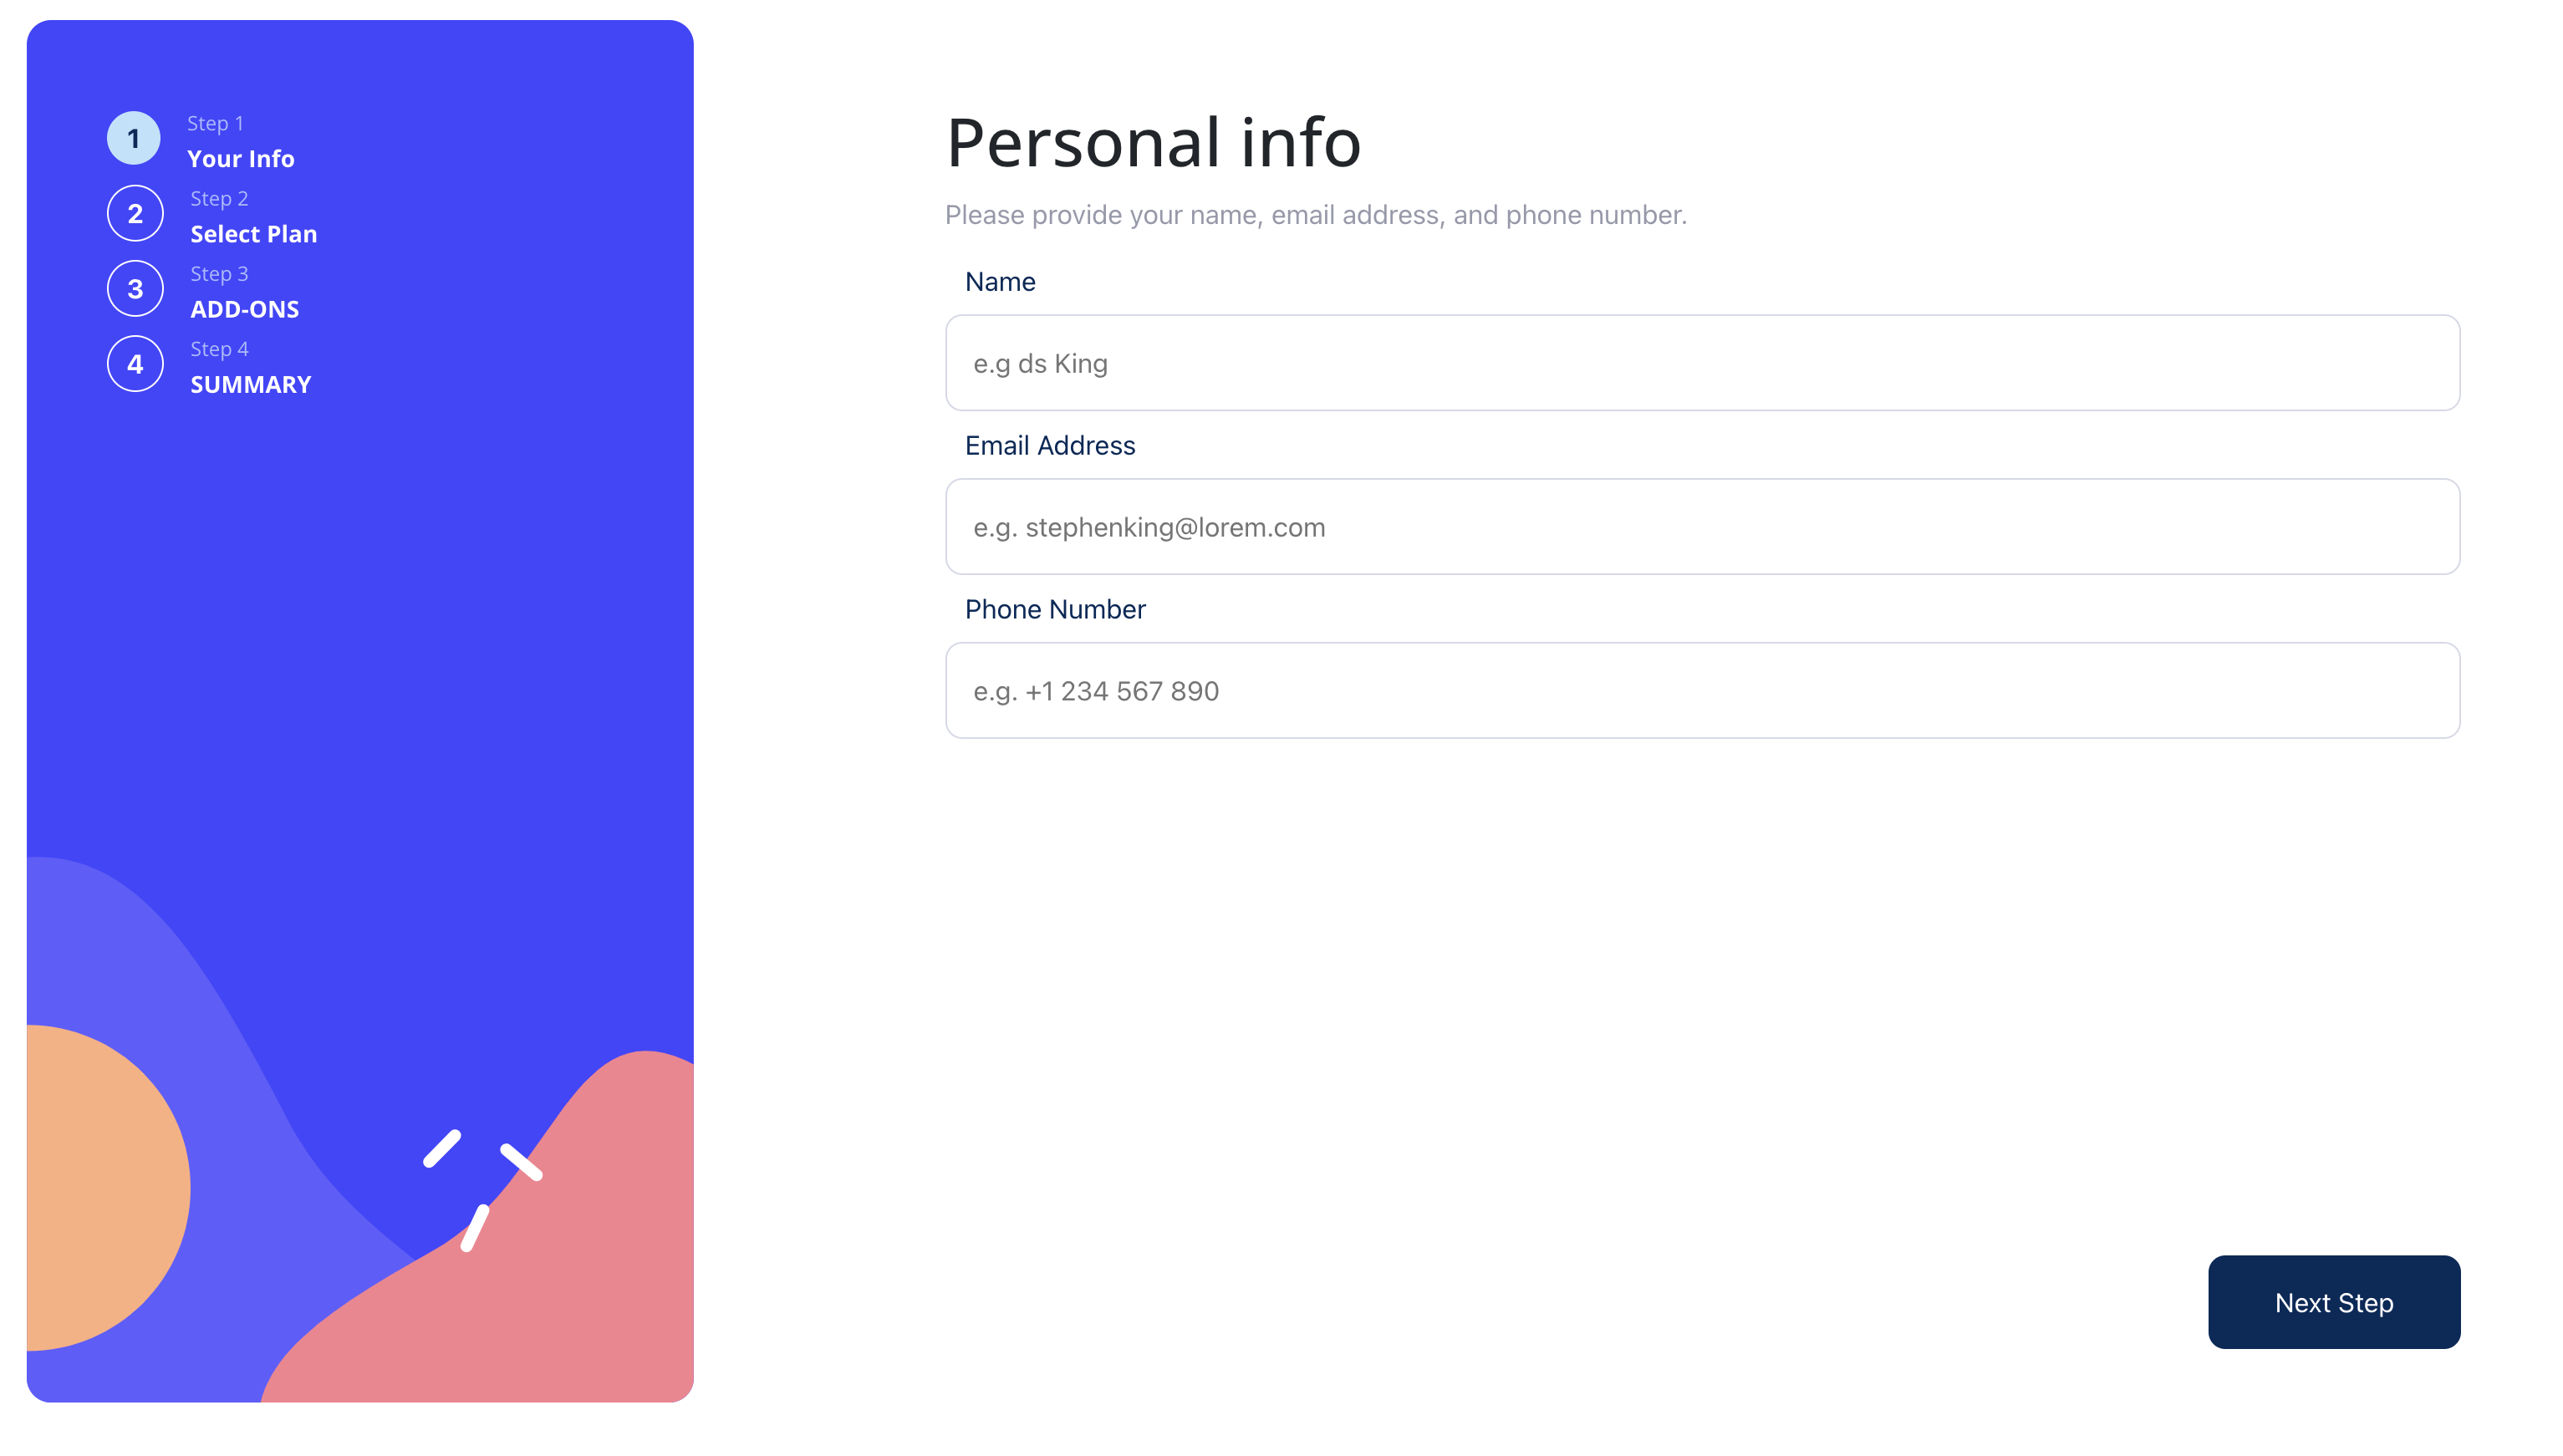 1
Step 1
Your Info
2
Step 2
Select Plan
3
Step 3
ADD-ONS
4
Step 4
SUMMARY
Personal info
Please provide your name, email address, and phone number.
Name
e.g ds King
Email Address
e.g. stephenking@lorem.com
Phone Number
e.g. +1 234 567 890
Next Step